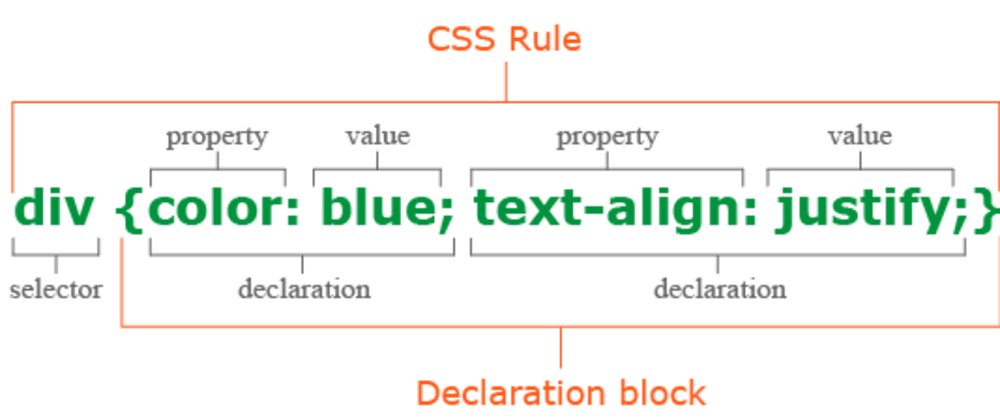 CSS Rule
property value property value
div {color: blue; text-align: justify;}
selector declaration declaration
Declaration block